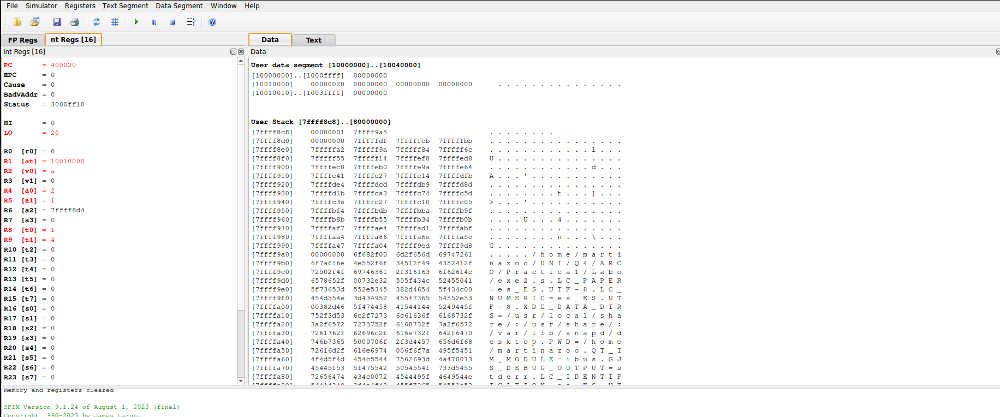 File Simulator Registers Text Segment Data Segment Window Help
FP Regs nt Regs [16]
Data Text
Int Regs [16]
PC = 400020
EPC = 0
Cause = 0
BadVAddr = 0
Status = 3000ff10
HI = 0
LO = 20
R0 [r0] = 0
R1 [at] = 10010000
R2 [v0] = a
R3 [v1] = 0
R4 [a0] = 2
R5 [a1] = 1
R6 [a2] = 7ffff8d4
R7 [a3] = 0
R8 [t0] = 1
R9 [t1] = 4
R10 [t2] = 0
R11 [t3] = 0
R12 [t4] = 0
R13 [t5] = 0
R14 [t6] = 0
R15 [t7] = 0
R16 [s0] = 0
R17 [s1] = 0
R18 [s2] = 0
R19 [s3] = 0
R20 [s4] = 0
R21 [s5] = 0
R22 [s6] = 0
R23 [s7] = 0
Data
User data segment [10000000]..[10040000]
[10000000]..[1000ffff] 00000000
[10010000] 00000020 00000000 00000000 00000000 . . . . . . . . . . . . . . .
[10010010]..[1003ffff] 00000000
User Stack [7ffff8c8]..[80000000]
[7ffff8c8] 00000001 7ffff9a5 . . . . . . . .
[7ffff8d0] 00000000 7fffffdf 7fffffcb 7fffffbb . . . . . . . . . . . . . . . .
[7ffff8e0] 7fffffa2 7fffff9a 7fffff84 7fffff6c . . . . . . . . . . . . l . . .
[7ffff8f0] 7fffff55 7fffff14 7ffffef8 7ffffed8 U . . . . . . . . . . . . . . .
[7ffff900] 7ffffec0 7ffffeb0 7ffffe9a 7ffffe64 . . . . . . . . . . . . d . . .
[7ffff910] 7ffffe41 7ffffe27 7ffffe14 7ffffdfb A . . . ' . . . . . . . . . . .
[7ffff920] 7ffffde4 7ffffdcd 7ffffdb9 7ffffd8d . . . . . . . . . . . . . . . .
[7ffff930] 7ffffd1b 7ffffca3 7ffffc74 7ffffc5d . . . . . . . . t . . . ] . . .
[7ffff940] 7ffffc3e 7ffffc27 7ffffc10 7ffffc05 > . . . ' . . . . . . . . . . .
[7ffff950] 7ffffbf4 7ffffbdb 7ffffbba 7ffffb9f . . . . . . . . . . . . . . . .
[7ffff960] 7ffffb8b 7ffffb55 7ffffb34 7ffffb0b . . . . U . . . 4 . . . . . . .
[7ffff970] 7ffffaf7 7ffffae4 7ffffad1 7ffffabf . . . . . . . . . . . . . . . .
[7ffff980] 7ffffaa4 7ffffa86 7ffffa6e 7ffffa5c . . . . . . . . n . . . \ . . .
[7ffff990] 7ffffa47 7ffffa04 7ffff9ed 7ffff9d8 G . . . . . . . . . . . . . . .
[7ffff9a0] 00000000 6f682f00 6d2f656d 69747261 . . . . . / h o m e / m a r t i
[7ffff9b0] 6f7a616e 4e552f6f 34512f49 4352412f n a z o o / U N I / Q 4 / A R C
[7ffff9c0] 72502f4f 69746361 2f316163 6f62614c O / P r a c t i c a 1 / L a b o
[7ffff9d0] 6578652f 00732e32 505f434c 52455041 / e x e 2 . s . L C _ P A P E R
[7ffff9e0] 5f73653d 552e5345 382d4654 5f434c00 = e s _ E S . U T F - 8 . L C _
[7ffff9f0] 454d554e 3d434952 455f7365 54552e53 N U M E R I C = e s _ E S . U T
[7ffffa00] 00382d46 5f474458 41544144 5249445f F - 8 . X D G _ D A T A _ D I R
[7ffffa10] 752f3d53 6c2f7273 6c61636f 6168732f S = / u s r / l o c a l / s h a
[7ffffa20] 3a2f6572 7273752f 6168732f 3a2f6572 r e / : / u s r / s h a r e / :
[7ffffa30] 7261762f 62696c2f 616e732f 642f6470 / v a r / l i b / s n a p d / d
[7ffffa40] 746b7365 5000706f 2f3d4457 656d6f68 e s k t o p . P W D = / h o m e
[7ffffa50] 72616d2f 616e6974 006f6f7a 495f5451 / m a r t i n a z o o . Q T _ I
[7ffffa60] 4f4d5f4d 454c5544 7562693d 4a470073 M _ M O D U L E = i b u s . G J
[7ffffa70] 45445f53 5f475542 5054554f 733d5455 S _ D E B U G _ O U T P U T = s
[7ffffa80] 72656474 434c0072 4544495f 4649544e t d e r r . L C _ I D E N T I F
Memory and registers cleared
SPIM Version 9.1.24 of August 1, 2023 (final)
Copyright 1990-2023 by James Larus.